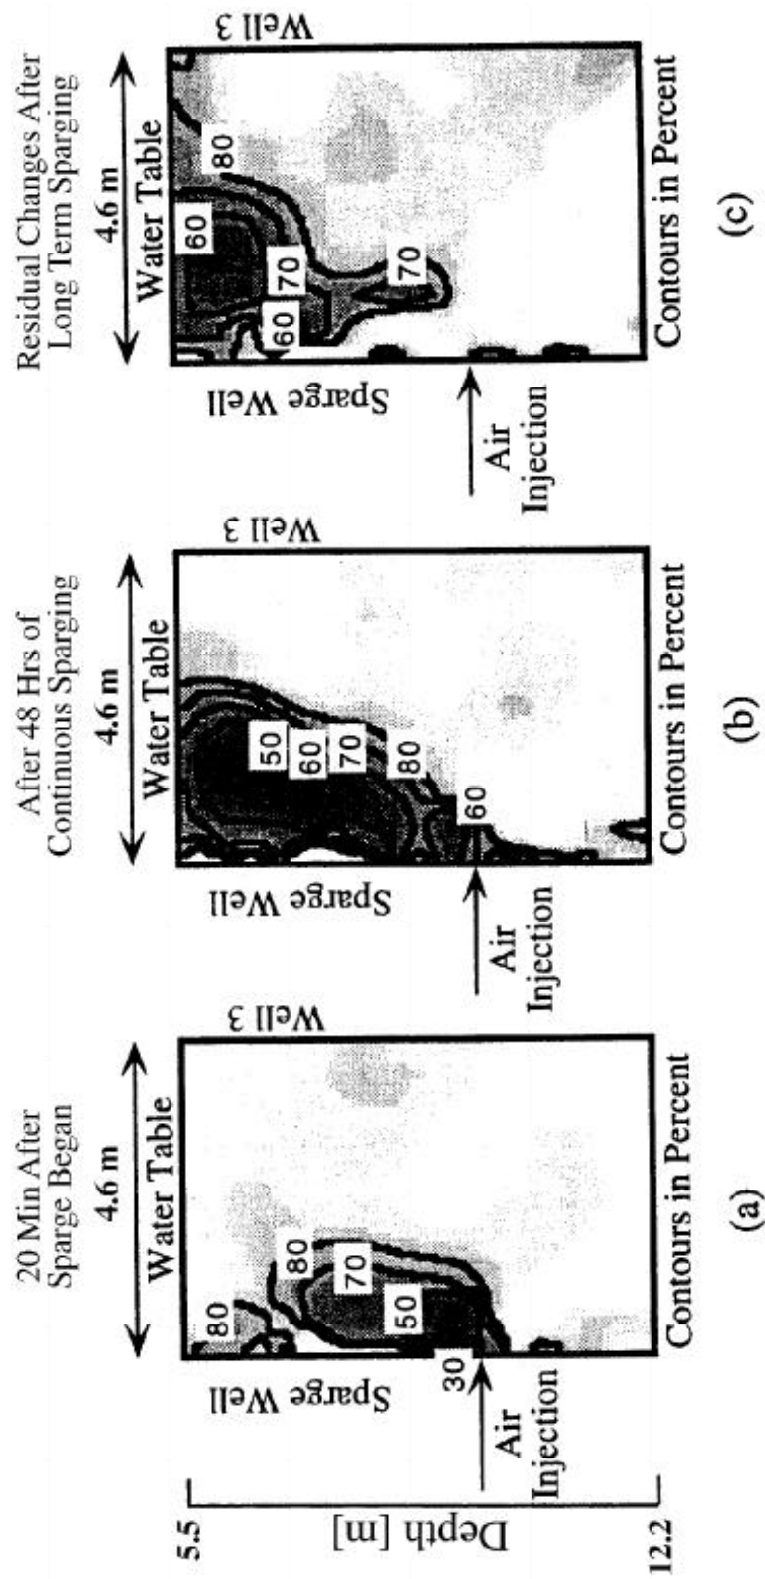 20 Min After
Sparge Began
4.6 m
Water Table
5.5
Depth [m]
12.2
Sparge Well
Well 3
80
80
70
50
30
Air
Injection
Contours in Percent
(a)
After 48 Hrs of
Continuous Sparging
4.6 m
Water Table
Sparge Well
Well 3
50
60
70
80
60
Air
Injection
Contours in Percent
(b)
Residual Changes After
Long Term Sparging
4.6 m
Water Table
Sparge Well
Well 3
60
80
70
60
70
Air
Injection
Contours in Percent
(c)